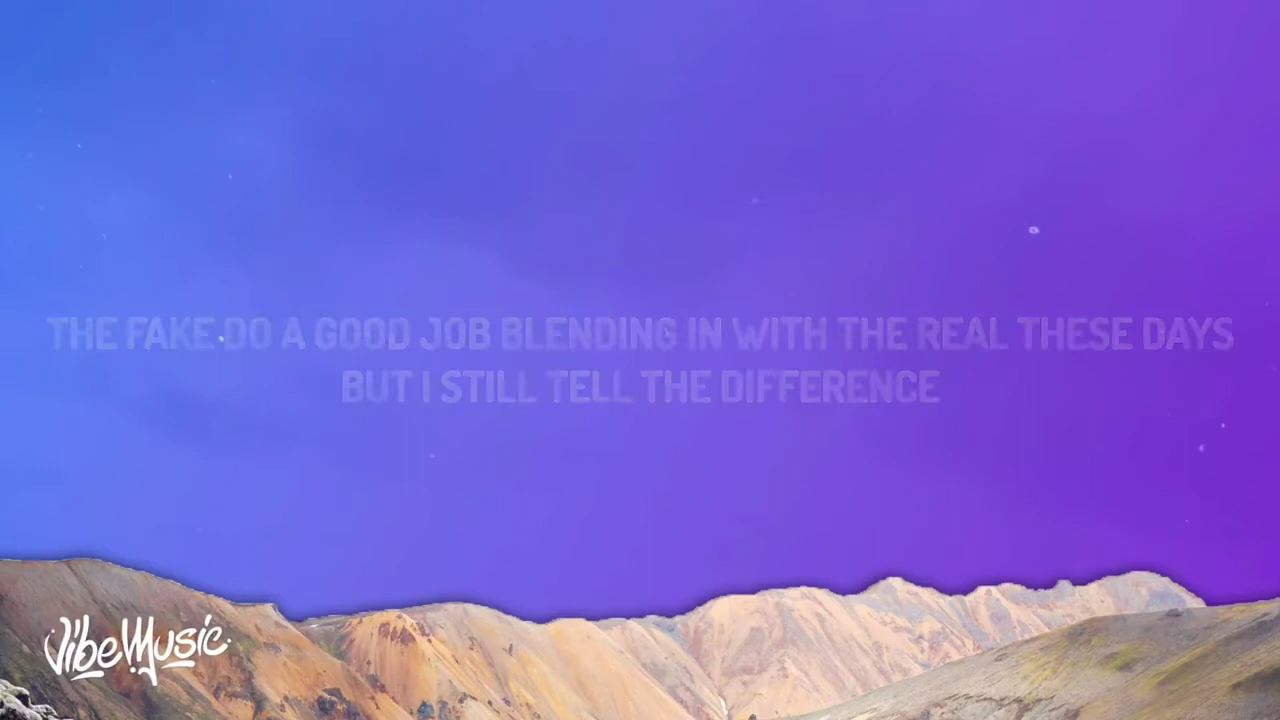 THE FAKE DO A GOOD JOB BLENDING IN WITH THE REAL THESE DAYS
BUT I STILL TELL THE DIFFERENCE
VibeMusic